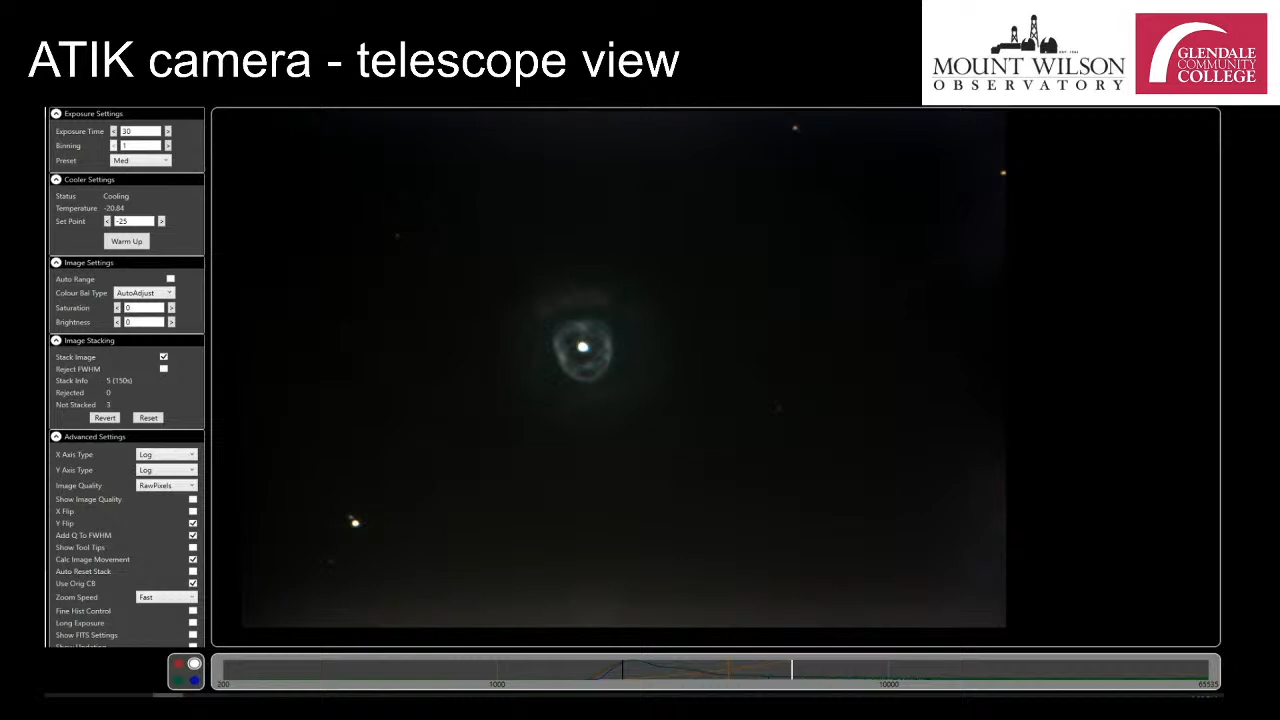 ATIK camera - telescope view
MOUNT WILSON
OBSERVATORY
GLENDALE
COMMUNITY
COLLEGE
Exposure Settings
Exposure Time < 30 >
Binning < 1 >
Preset Med
Cooler Settings
Status Cooling
Temperature -20.84
Set Point < -25 >
Warm Up
Image Settings
Auto Range
Colour Bal Type AutoAdjust
Saturation < 0 >
Brightness < 0 >
Image Stacking
Stack Image
Reject FWHM
Stack Info 5 (150s)
Rejected 0
Not Stacked 3
Revert Reset
Advanced Settings
X Axis Type Log
Y Axis Type Log
Image Quality RawPixels
Show Image Quality
X Flip
Y Flip
Add Q To FWHM
Show Tool Tips
Calc Image Movement
Auto Reset Stack
Use Orig CB
Zoom Speed Fast
Fine Hist Control
Long Exposure
Show FITS Settings
200 1000 10000 65535